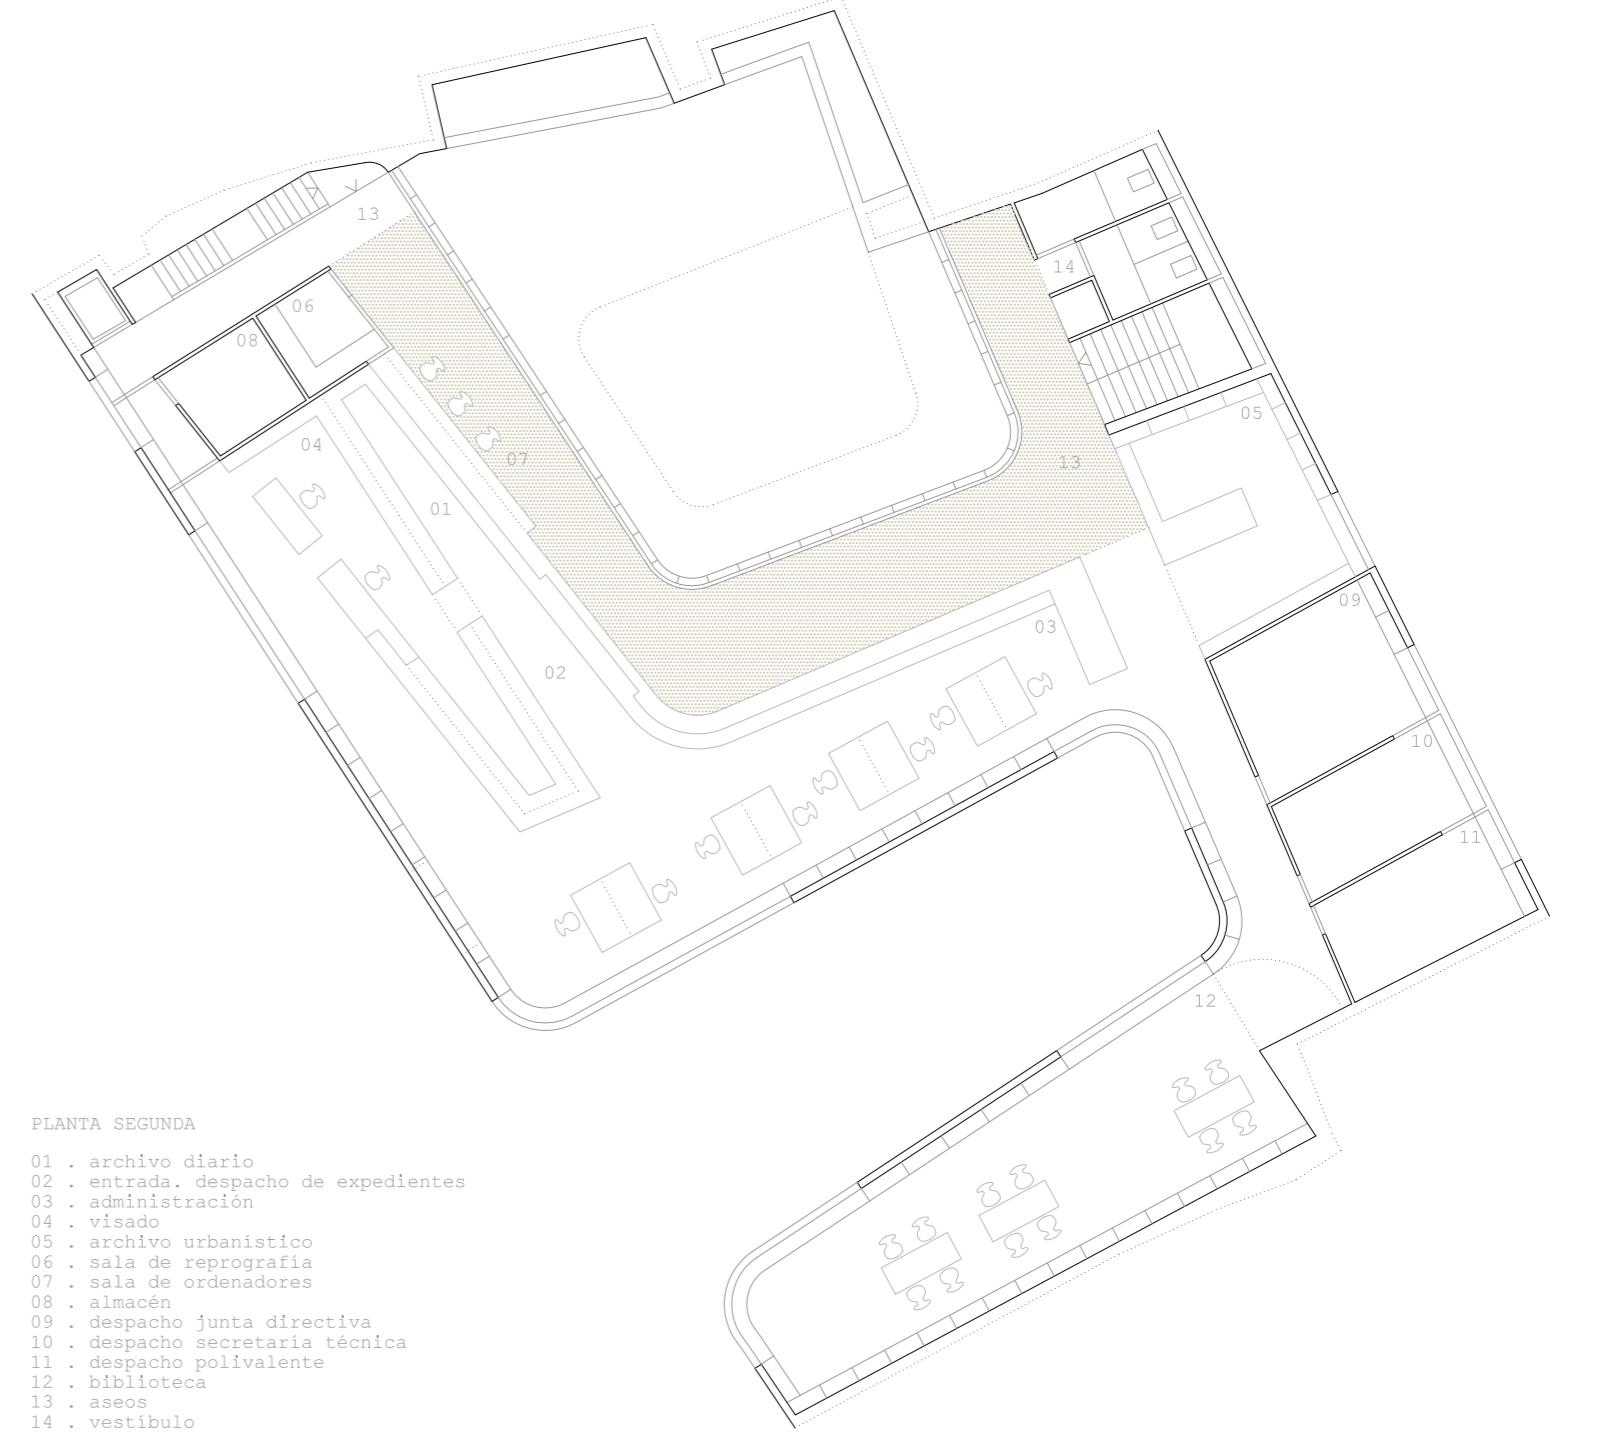 13
06
14
08
05
04
07
13
01
09
03
02
10
11
12
PLANTA SEGUNDA
01 . archivo diario
02 . entrada. despacho de expedientes
03 . administración
04 . visado
05 . archivo urbanístico
06 . sala de reprografía
07 . sala de ordenadores
08 . almacén
09 . despacho junta directiva
10 . despacho secretaría técnica
11 . despacho polivalente
12 . biblioteca
13 . aseos
14 . vestíbulo